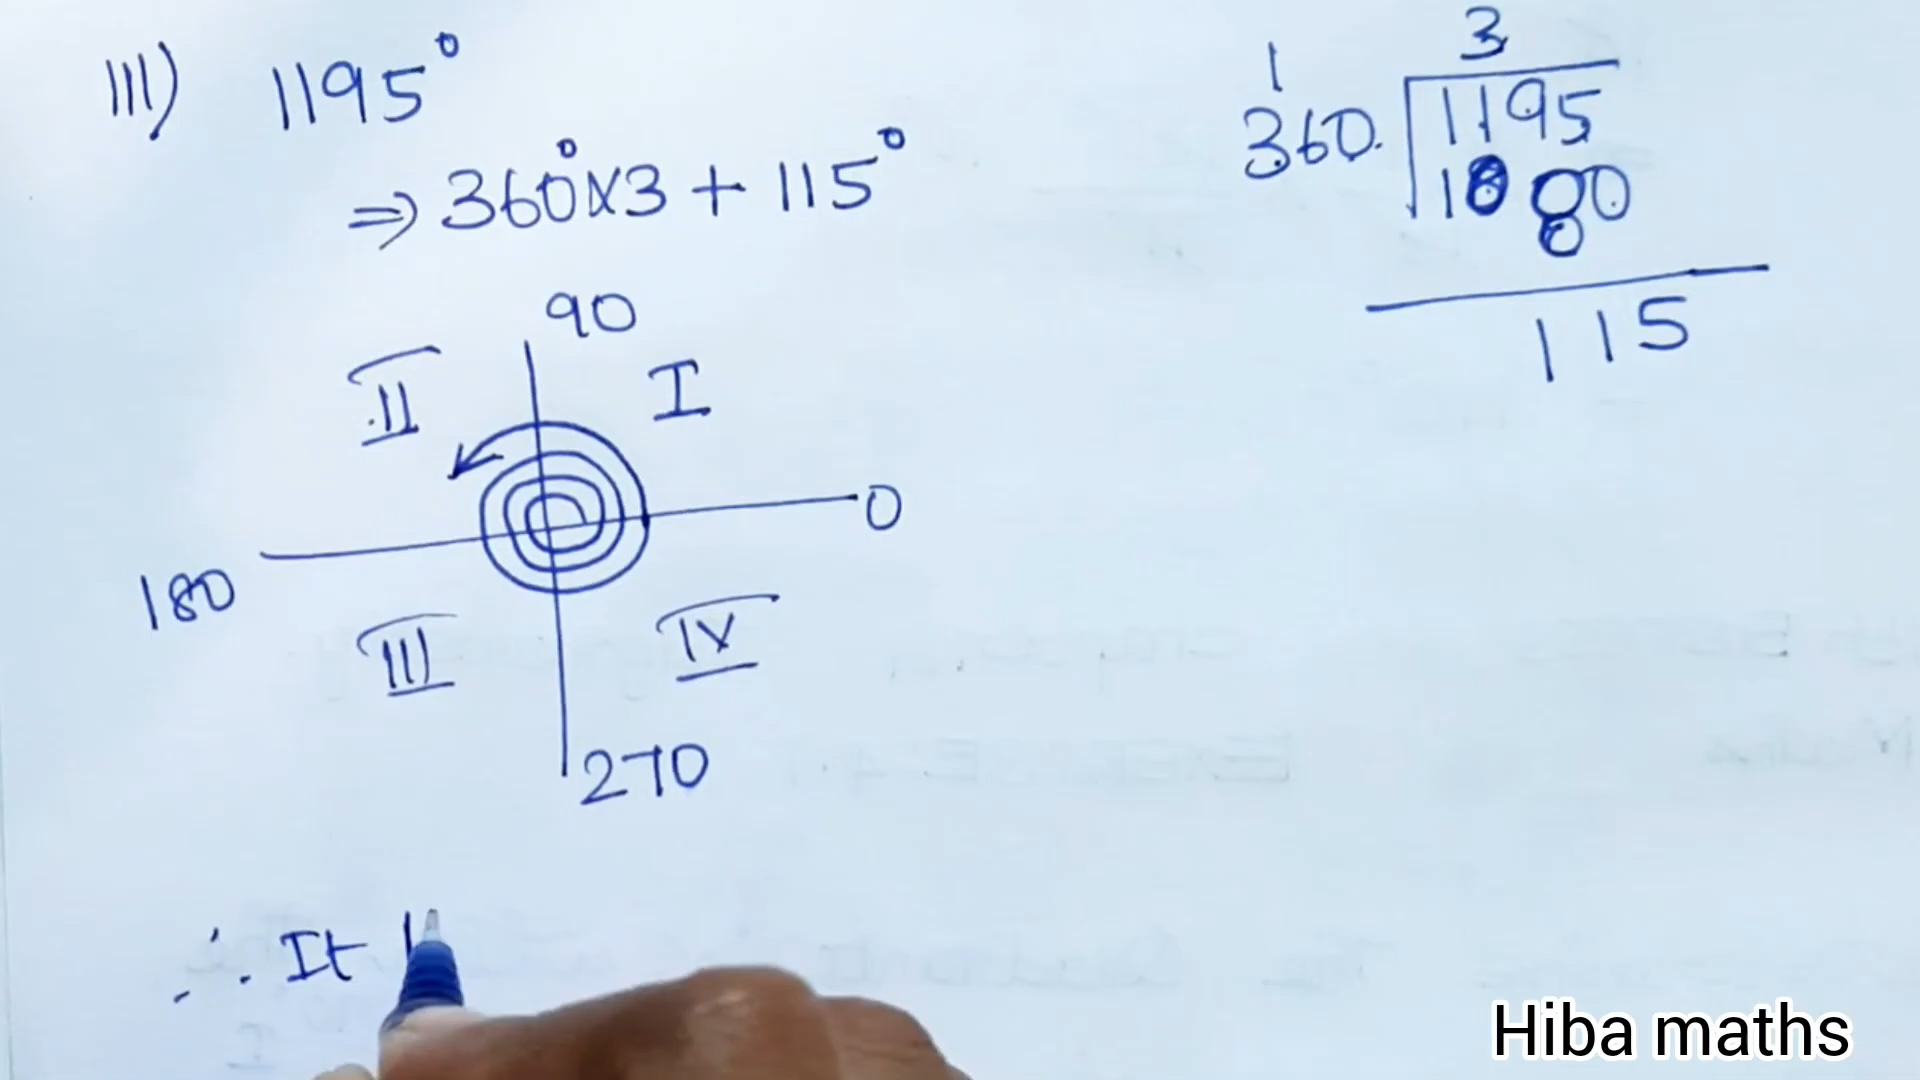 III) 1195°
⇒ 360°×3 + 115°
1
3
360. 1195
1080
115
90
II
I
0
180
III
IV
270
∴ It
Hiba maths